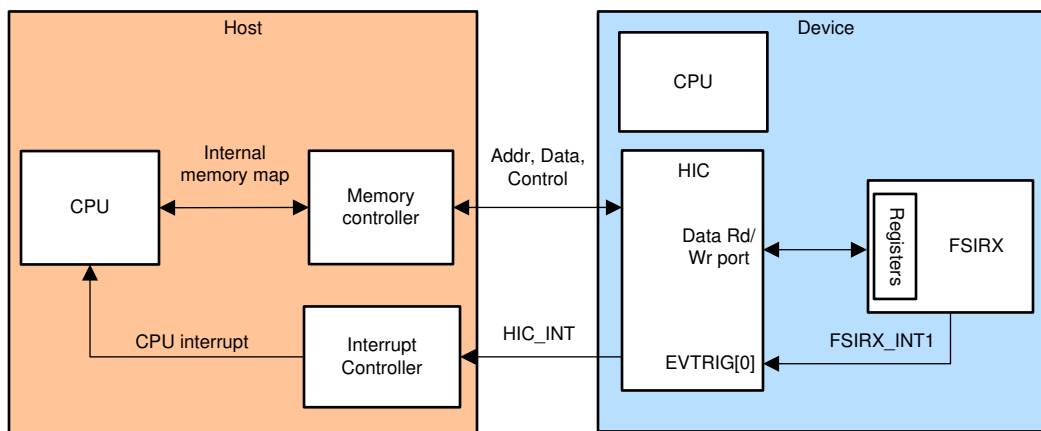 Host
Device
CPU
Internal
memory map
CPU
Memory
controller
Addr, Data,
Control
HIC
Data Rd/
Wr port
Registers
FSIRX
CPU interrupt
Interrupt
Controller
HIC_INT
EVTRIG[0]
FSIRX_INT1